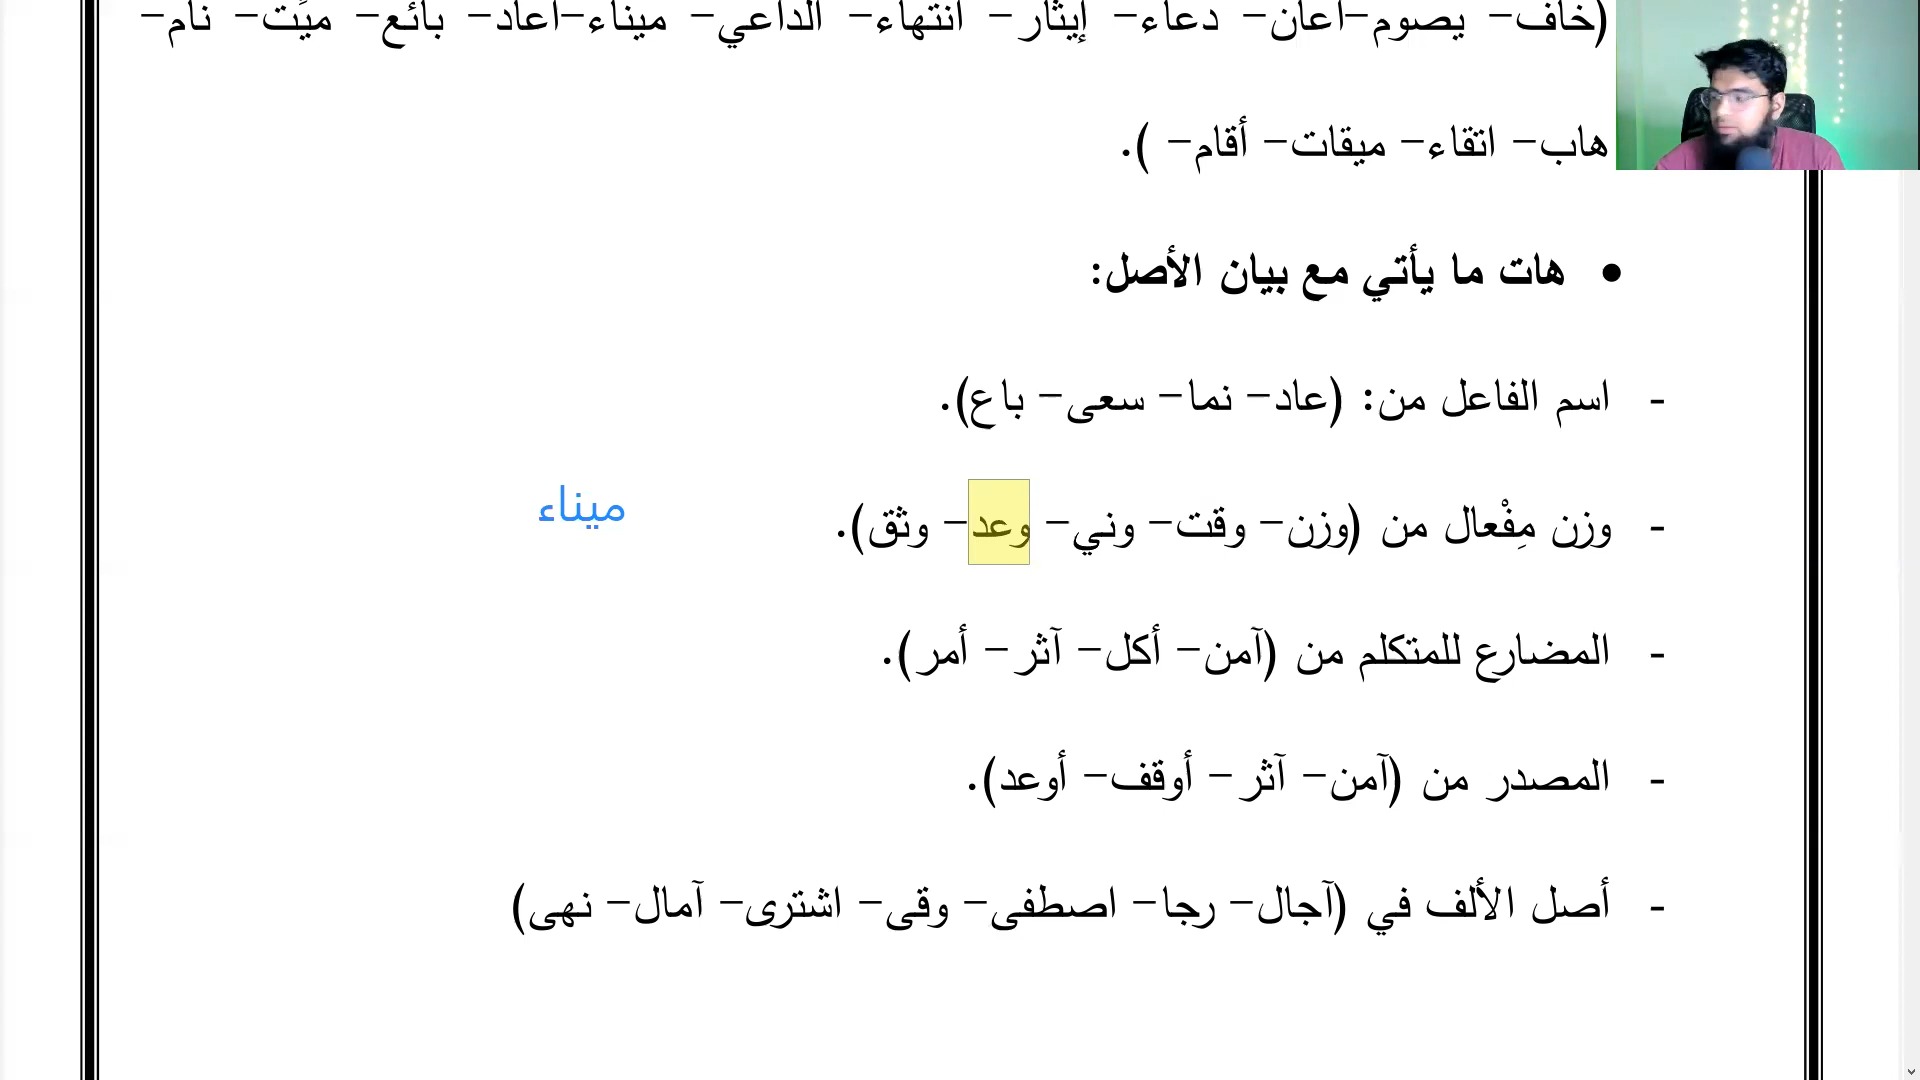 (خاف- يصوم-أعان- دعاء- إيثار- انتهاء- الداعي- ميناء-أعاد- بائع- ميِّت- نام-
هاب- اتقاء- ميقات- أقام- ).
• هات ما يأتي مع بيان الأصل:
- اسم الفاعل من: (عاد- نما- سعى- باع).
- وزن مِفْعال من (وزن- وقت- وني- وعد- وثق).
ميناء
- المضارع للمتكلم من (آمن- أكل- آثر- أمر).
- المصدر من (آمن- آثر- أوقف- أوعد).
- أصل الألف في (آجال- رجا- اصطفى- وقى- اشترى- آمال- نهى)